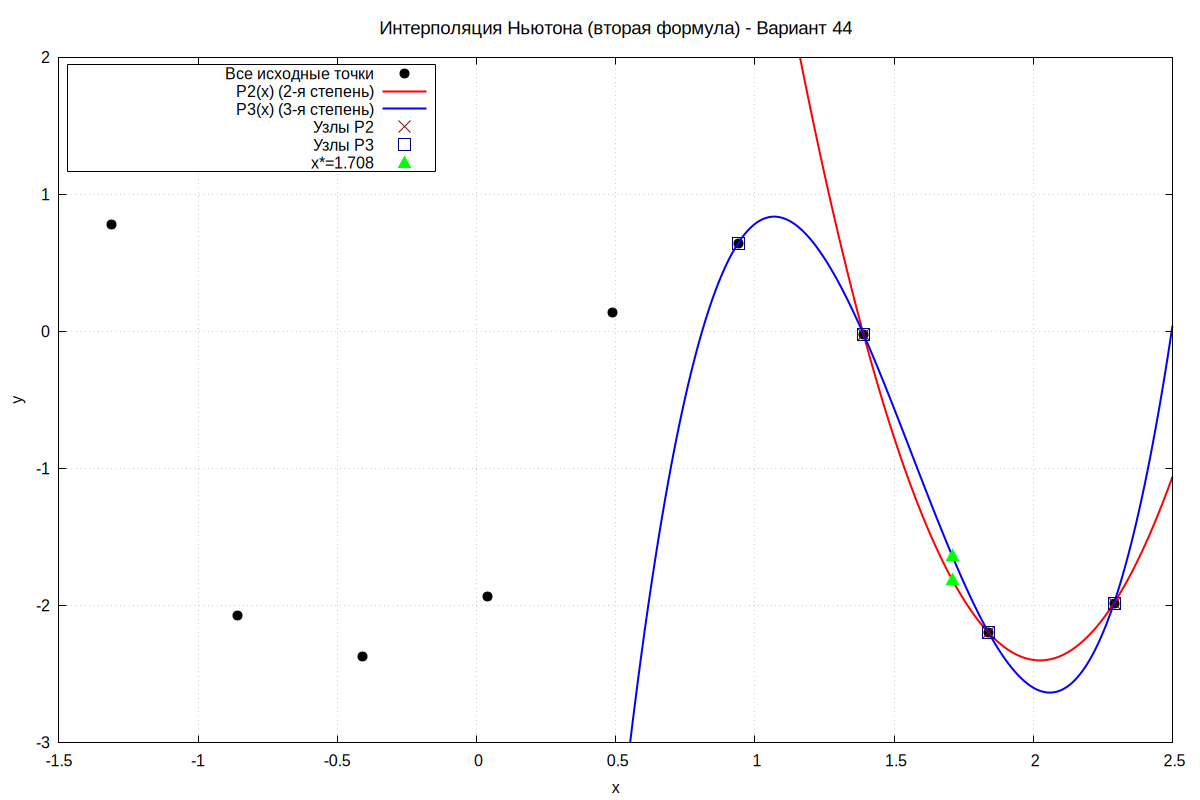 Интерполяция Ньютона (вторая формула) - Вариант 44
Все исходные точки
P2(x) (2-я степень)
P3(x) (3-я степень)
Узлы P2
Узлы P3
x*=1.708
2
1
0
-1
-2
-3
y
-1.5
-1
-0.5
0
0.5
1
1.5
2
2.5
x